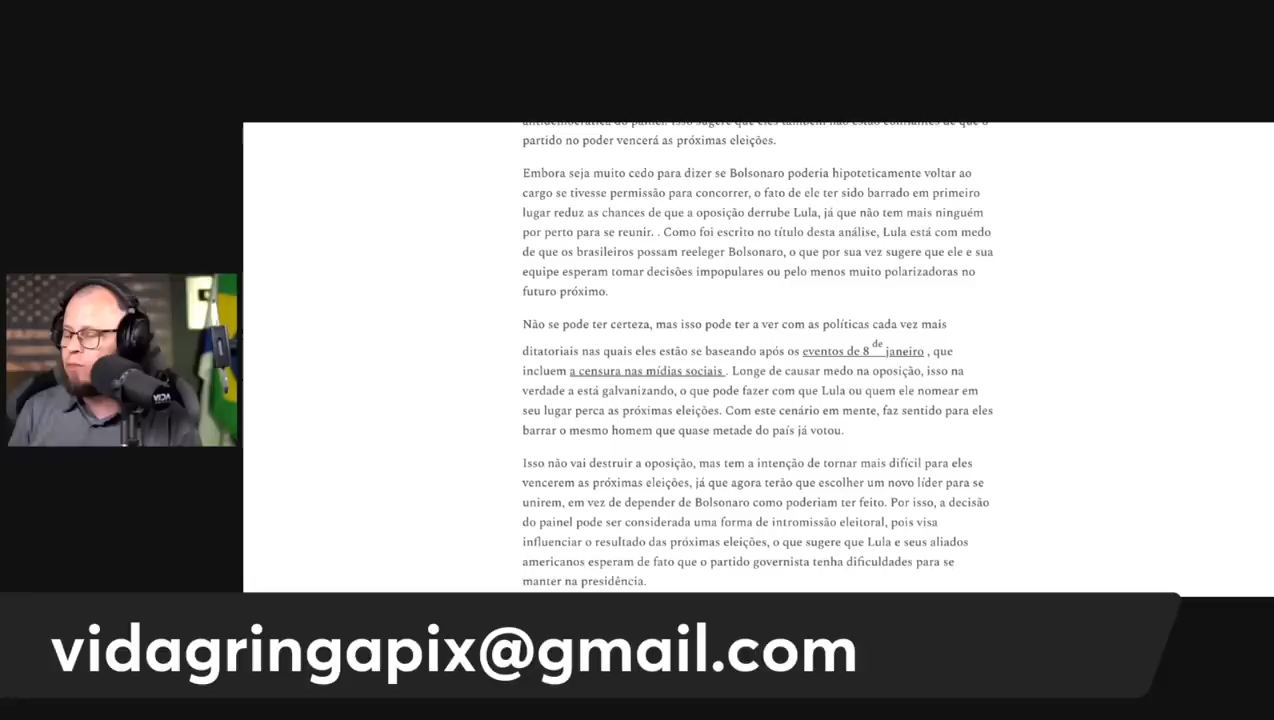 partido no poder vencerá as próximas eleições.
Embora seja muito cedo para dizer se Bolsonaro poderia hipoteticamente voltar ao
cargo se tivesse permissão para concorrer, o fato de ele ter sido barrado em primeiro
lugar reduz as chances de que a oposição derrube Lula, já que não tem mais ninguém
por perto para se reunir. . Como foi escrito no título desta análise, Lula está com medo
de que os brasileiros possam reeleger Bolsonaro, o que por sua vez sugere que ele e sua
equipe esperam tomar decisões impopulares ou pelo menos muito polarizadoras no
futuro próximo.
Não se pode ter certeza, mas isso pode ter a ver com as políticas cada vez mais
ditatoriais nas quais eles estão se baseando após os eventos de 8 de janeiro , que
incluem a censura nas mídias sociais . Longe de causar medo na oposição, isso na
verdade a está galvanizando, o que pode fazer com que Lula ou quem ele nomear em
seu lugar perca as próximas eleições. Com este cenário em mente, faz sentido para eles
barrar o mesmo homem que quase metade do país já votou.
Isso não vai destruir a oposição, mas tem a intenção de tornar mais difícil para eles
vencerem as próximas eleições, já que agora terão que escolher um novo líder para se
unirem, em vez de depender de Bolsonaro como poderiam ter feito. Por isso, a decisão
do painel pode ser considerada uma forma de intromissão eleitoral, pois visa
influenciar o resultado das próximas eleições, o que sugere que Lula e seus aliados
americanos esperam de fato que o partido governista tenha dificuldades para se
manter na presidência.
vidagringapix@gmail.com